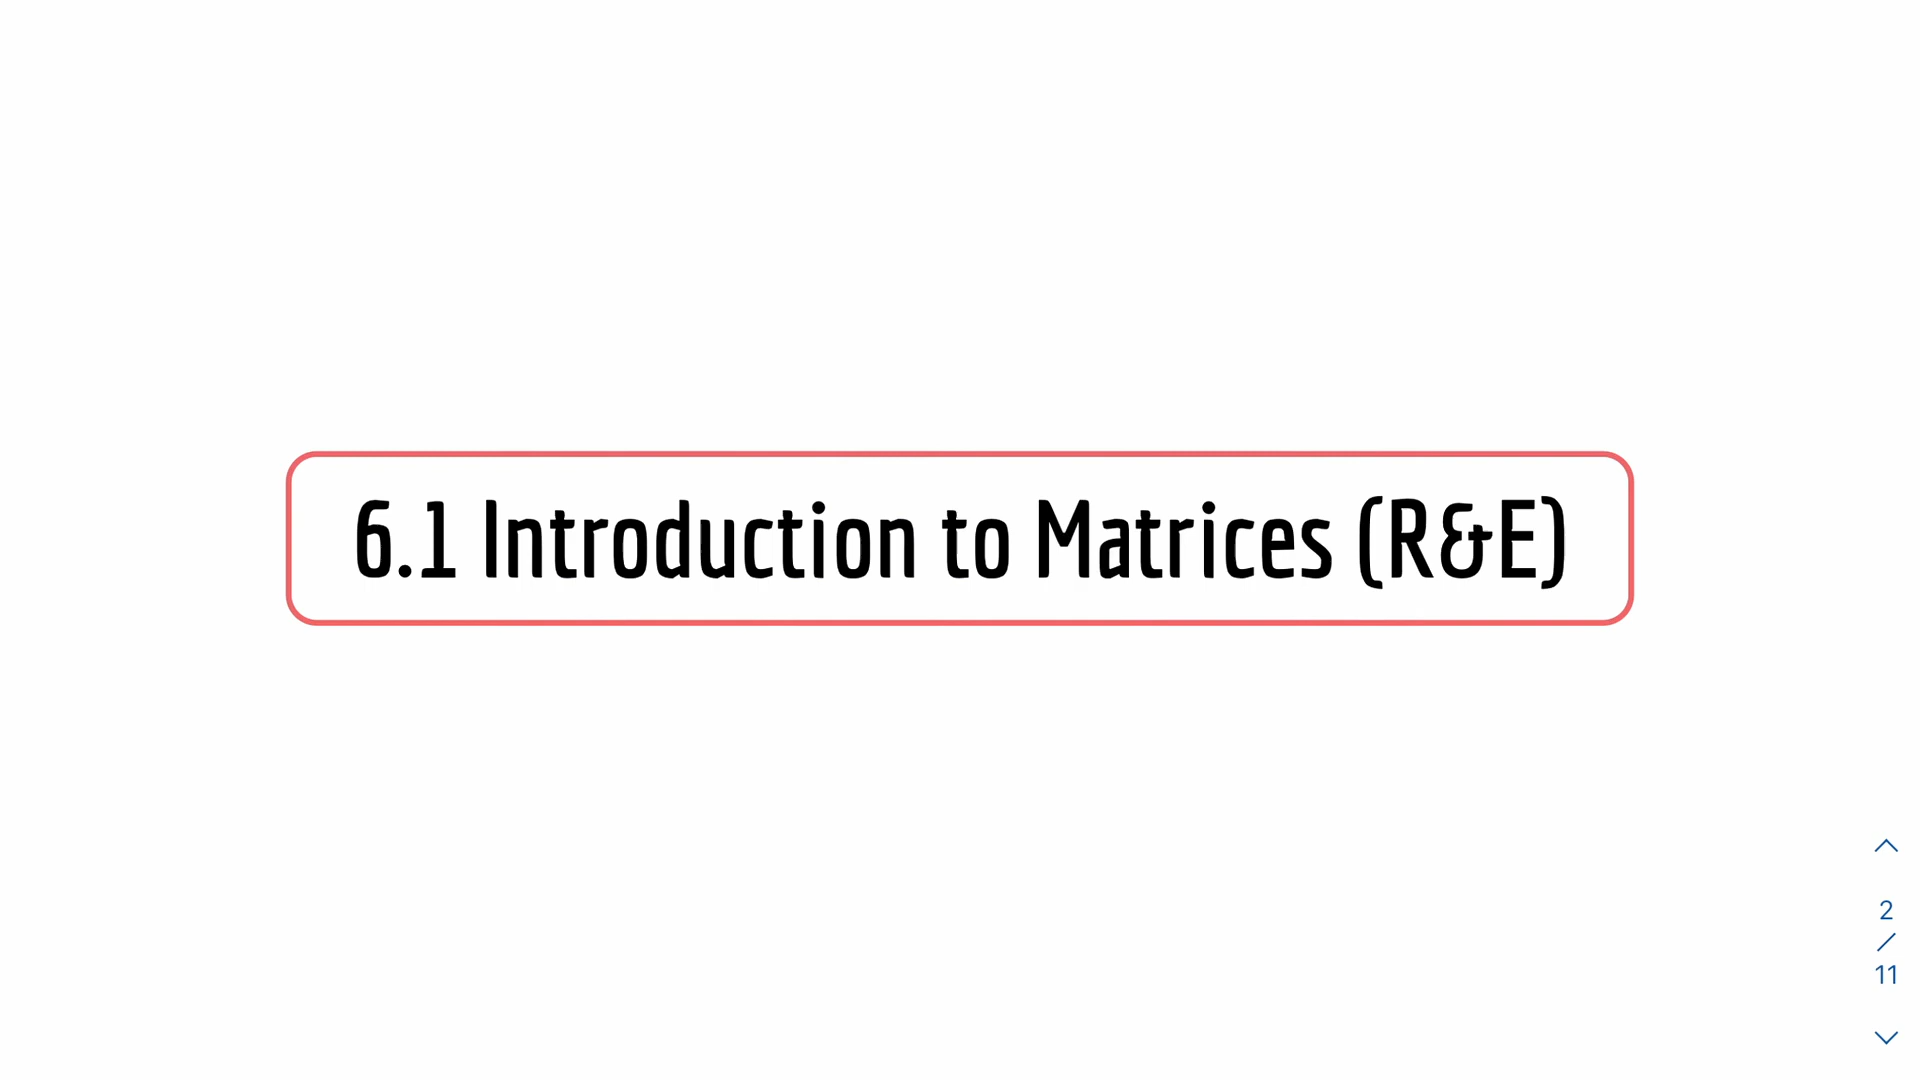 6.1 Introduction to Matrices (R&E)
2
/
11